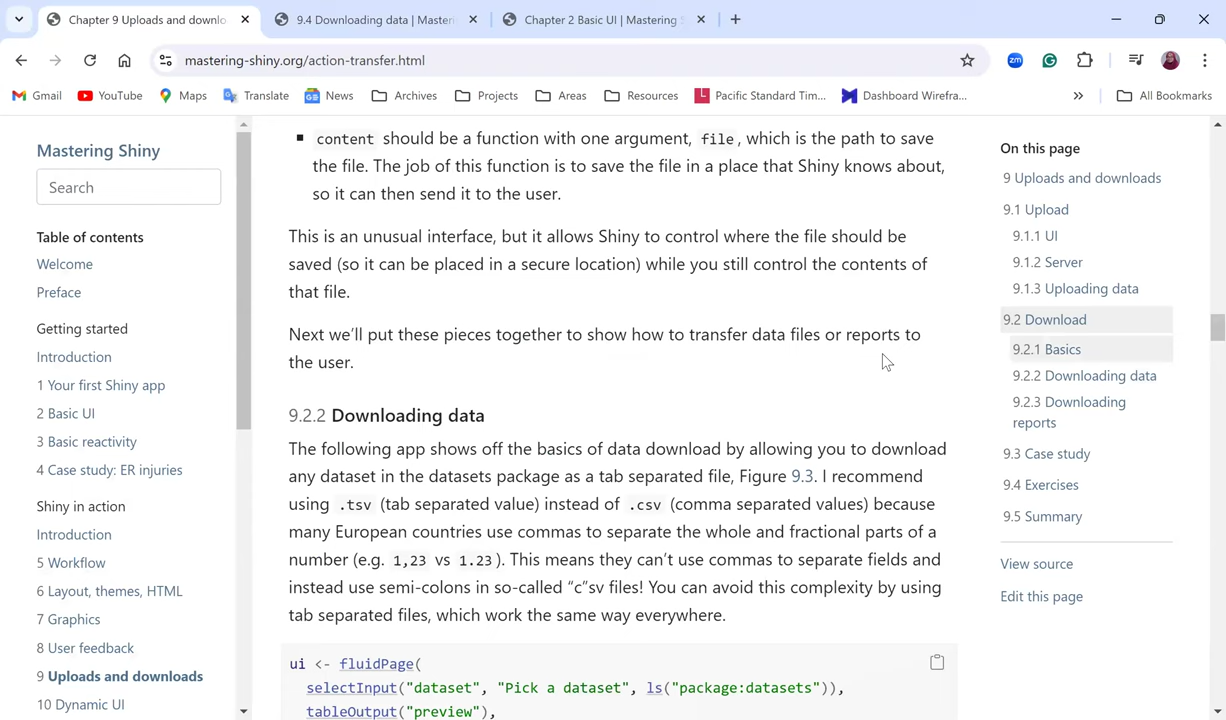 Chapter 9 Uploads and downlo
9.4 Downloading data | Masteri
Chapter 2 Basic UI | Mastering S
mastering-shiny.org/action-transfer.html
Gmail YouTube Maps Translate News Archives Projects Areas Resources Pacific Standard Tim... Dashboard Wirefra... » All Bookmarks
Mastering Shiny
Search
Table of contents
Welcome
Preface
Getting started
Introduction
1 Your first Shiny app
2 Basic UI
3 Basic reactivity
4 Case study: ER injuries
Shiny in action
Introduction
5 Workflow
6 Layout, themes, HTML
7 Graphics
8 User feedback
9 Uploads and downloads
10 Dynamic UI
content should be a function with one argument, file, which is the path to save
the file. The job of this function is to save the file in a place that Shiny knows about,
so it can then send it to the user.
This is an unusual interface, but it allows Shiny to control where the file should be
saved (so it can be placed in a secure location) while you still control the contents of
that file.
Next we’ll put these pieces together to show how to transfer data files or reports to
the user.
9.2.2 Downloading data
The following app shows off the basics of data download by allowing you to download
any dataset in the datasets package as a tab separated file, Figure 9.3. I recommend
using .tsv (tab separated value) instead of .csv (comma separated values) because
many European countries use commas to separate the whole and fractional parts of a
number (e.g. 1,23 vs 1.23). This means they can’t use commas to separate fields and
instead use semi-colons in so-called “c”sv files! You can avoid this complexity by using
tab separated files, which work the same way everywhere.
ui <- fluidPage(
selectInput("dataset", "Pick a dataset", ls("package:datasets")),
tableOutput("preview"),
On this page
9 Uploads and downloads
9.1 Upload
9.1.1 UI
9.1.2 Server
9.1.3 Uploading data
9.2 Download
9.2.1 Basics
9.2.2 Downloading data
9.2.3 Downloading
reports
9.3 Case study
9.4 Exercises
9.5 Summary
View source
Edit this page